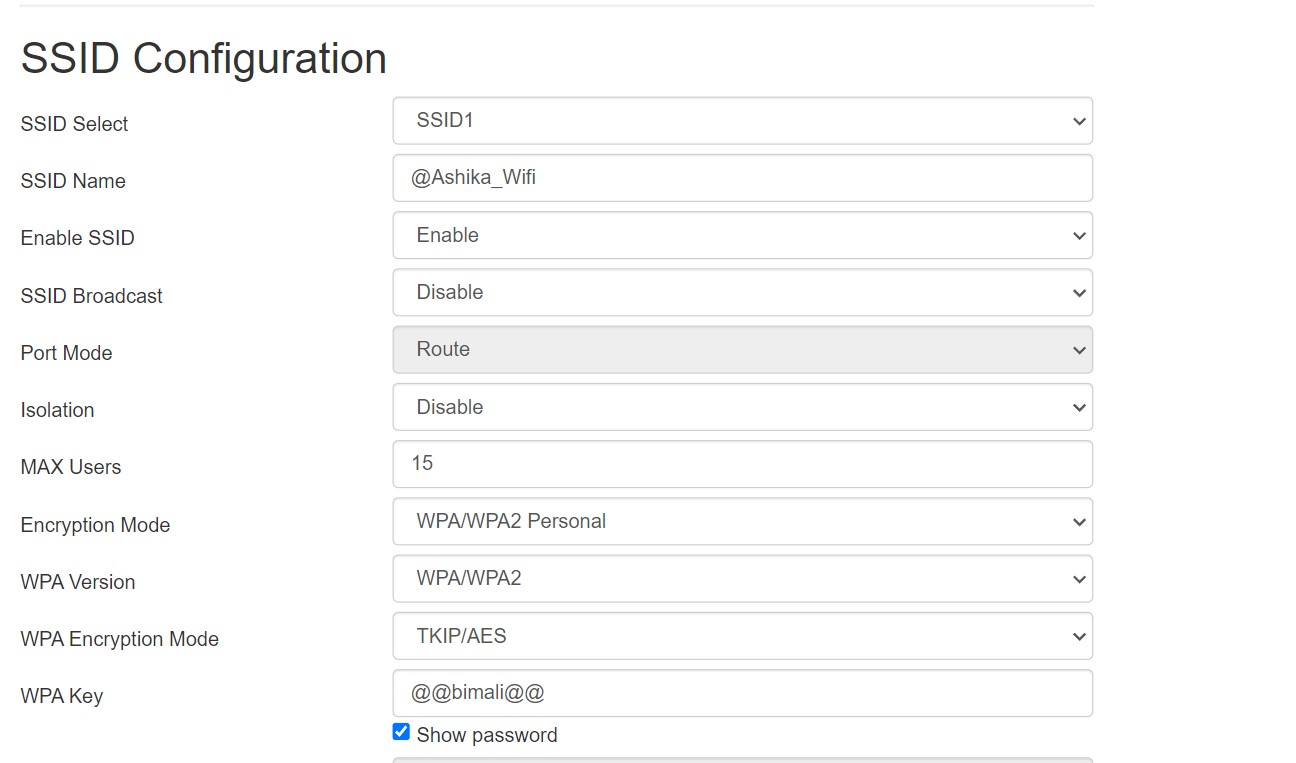 SSID Configuration
SSID Select SSID1
SSID Name @Ashika_Wifi
Enable SSID Enable
SSID Broadcast Disable
Port Mode Route
Isolation Disable
MAX Users 15
Encryption Mode WPA/WPA2 Personal
WPA Version WPA/WPA2
WPA Encryption Mode TKIP/AES
WPA Key @@bimali@@
Show password